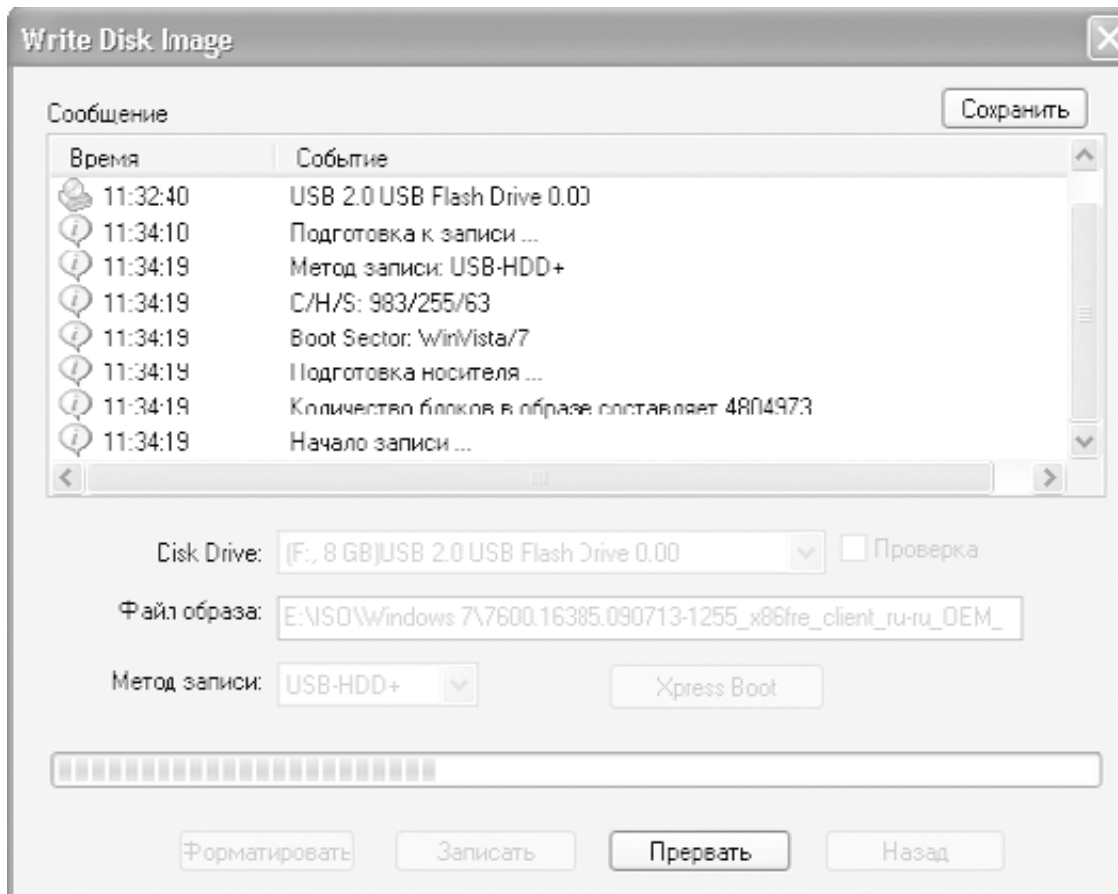 Write Disk Image
Сообщение
Сохранить
Время Событие
11:32:40 USB 2.0 USB Flash Drive 0.00
11:34:10 Подготовка к записи ...
11:34:19 Метод записи: USB-HDD+
11:34:19 C/H/S: 983/255/63
11:34:19 Boot Sector: WinVista/7
11:34:19 Подготовка носителя ...
11:34:19 Количество блоков в образе составляет 4804973
11:34:19 Начало записи ...
Disk Drive: (F:, 8 GB)USB 2.0 USB Flash Drive 0.00 Проверка
Файл образа: E:\ISO\Windows 7\7600.16385.090713-1255_x86fre_client_ru-ru_OEM_
Метод записи: USB-HDD+ Xpress Boot
Форматировать Записать Прервать Назад